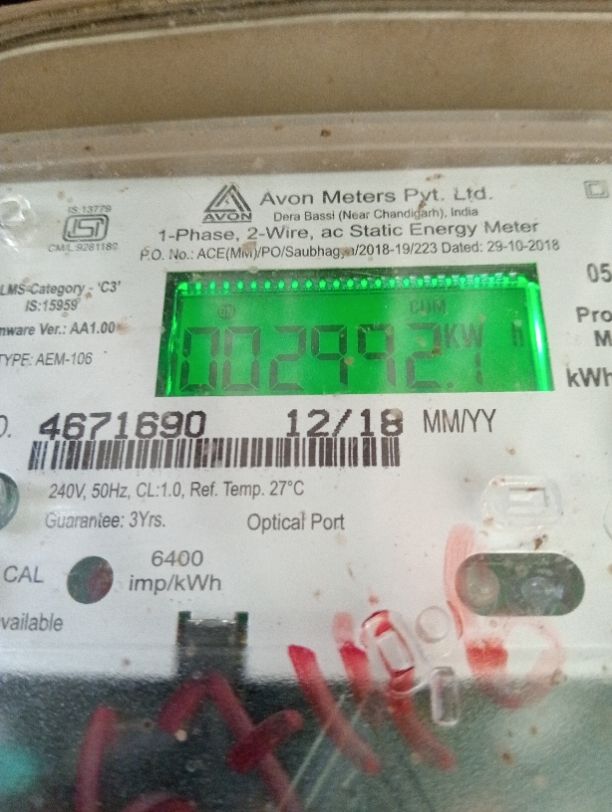 IS:13779
ISI
CM/L 9281189
AVON
Avon Meters Pvt. Ltd.
Dera Bassi (Near Chandigarh), India
1-Phase, 2-Wire, ac Static Energy Meter
P.O. No.: ACE(MM)/PO/Saubhagya/2018-19/223 Dated: 29-10-2018
LMS-Category - 'C3'
IS:15959
mware Ver.: AA1.00
TYPE: AEM-106
CUM
002992.1 KW h
05
Pro
M
kWh
O. 4671690 12/18 MM/YY
240V, 50Hz, CL:1.0, Ref. Temp. 27°C
Guarantee: 3Yrs.
Optical Port
CAL
6400
imp/kWh
vailable